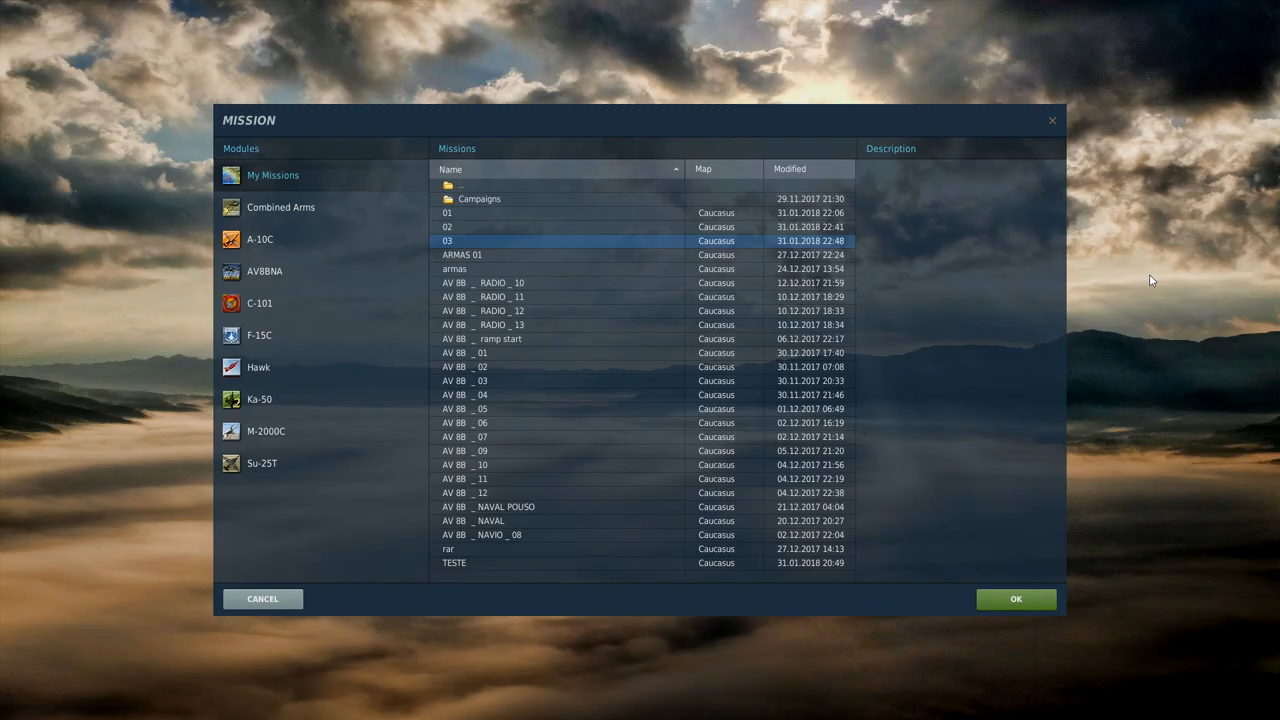 MISSION
Modules
Missions
Description
My Missions
Combined Arms
A-10C
AV8BNA
C-101
F-15C
Hawk
Ka-50
M-2000C
Su-25T
Name Map Modified
..
Campaigns 29.11.2017 21:30
01 Caucasus 31.01.2018 22:06
02 Caucasus 31.01.2018 22:41
03 Caucasus 31.01.2018 22:48
ARMAS 01 Caucasus 27.12.2017 22:24
armas Caucasus 24.12.2017 13:54
AV 8B _ RADIO _ 10 Caucasus 12.12.2017 21:59
AV 8B _ RADIO _ 11 Caucasus 10.12.2017 18:29
AV 8B _ RADIO _ 12 Caucasus 10.12.2017 18:33
AV 8B _ RADIO _ 13 Caucasus 10.12.2017 18:34
AV 8B _ ramp start Caucasus 06.12.2017 22:17
AV 8B _ 01 Caucasus 30.12.2017 17:40
AV 8B _ 02 Caucasus 30.11.2017 07:08
AV 8B _ 03 Caucasus 30.11.2017 20:33
AV 8B _ 04 Caucasus 30.11.2017 21:46
AV 8B _ 05 Caucasus 01.12.2017 06:49
AV 8B _ 06 Caucasus 02.12.2017 16:19
AV 8B _ 07 Caucasus 02.12.2017 21:14
AV 8B _ 09 Caucasus 05.12.2017 21:20
AV 8B _ 10 Caucasus 04.12.2017 21:56
AV 8B _ 11 Caucasus 04.12.2017 22:19
AV 8B _ 12 Caucasus 04.12.2017 22:38
AV 8B _ NAVAL POUSO Caucasus 21.12.2017 04:04
AV 8B _ NAVAL Caucasus 20.12.2017 20:27
AV 8B _ NAVIO _ 08 Caucasus 02.12.2017 22:04
rar Caucasus 27.12.2017 14:13
TESTE Caucasus 31.01.2018 20:49
CANCEL
OK